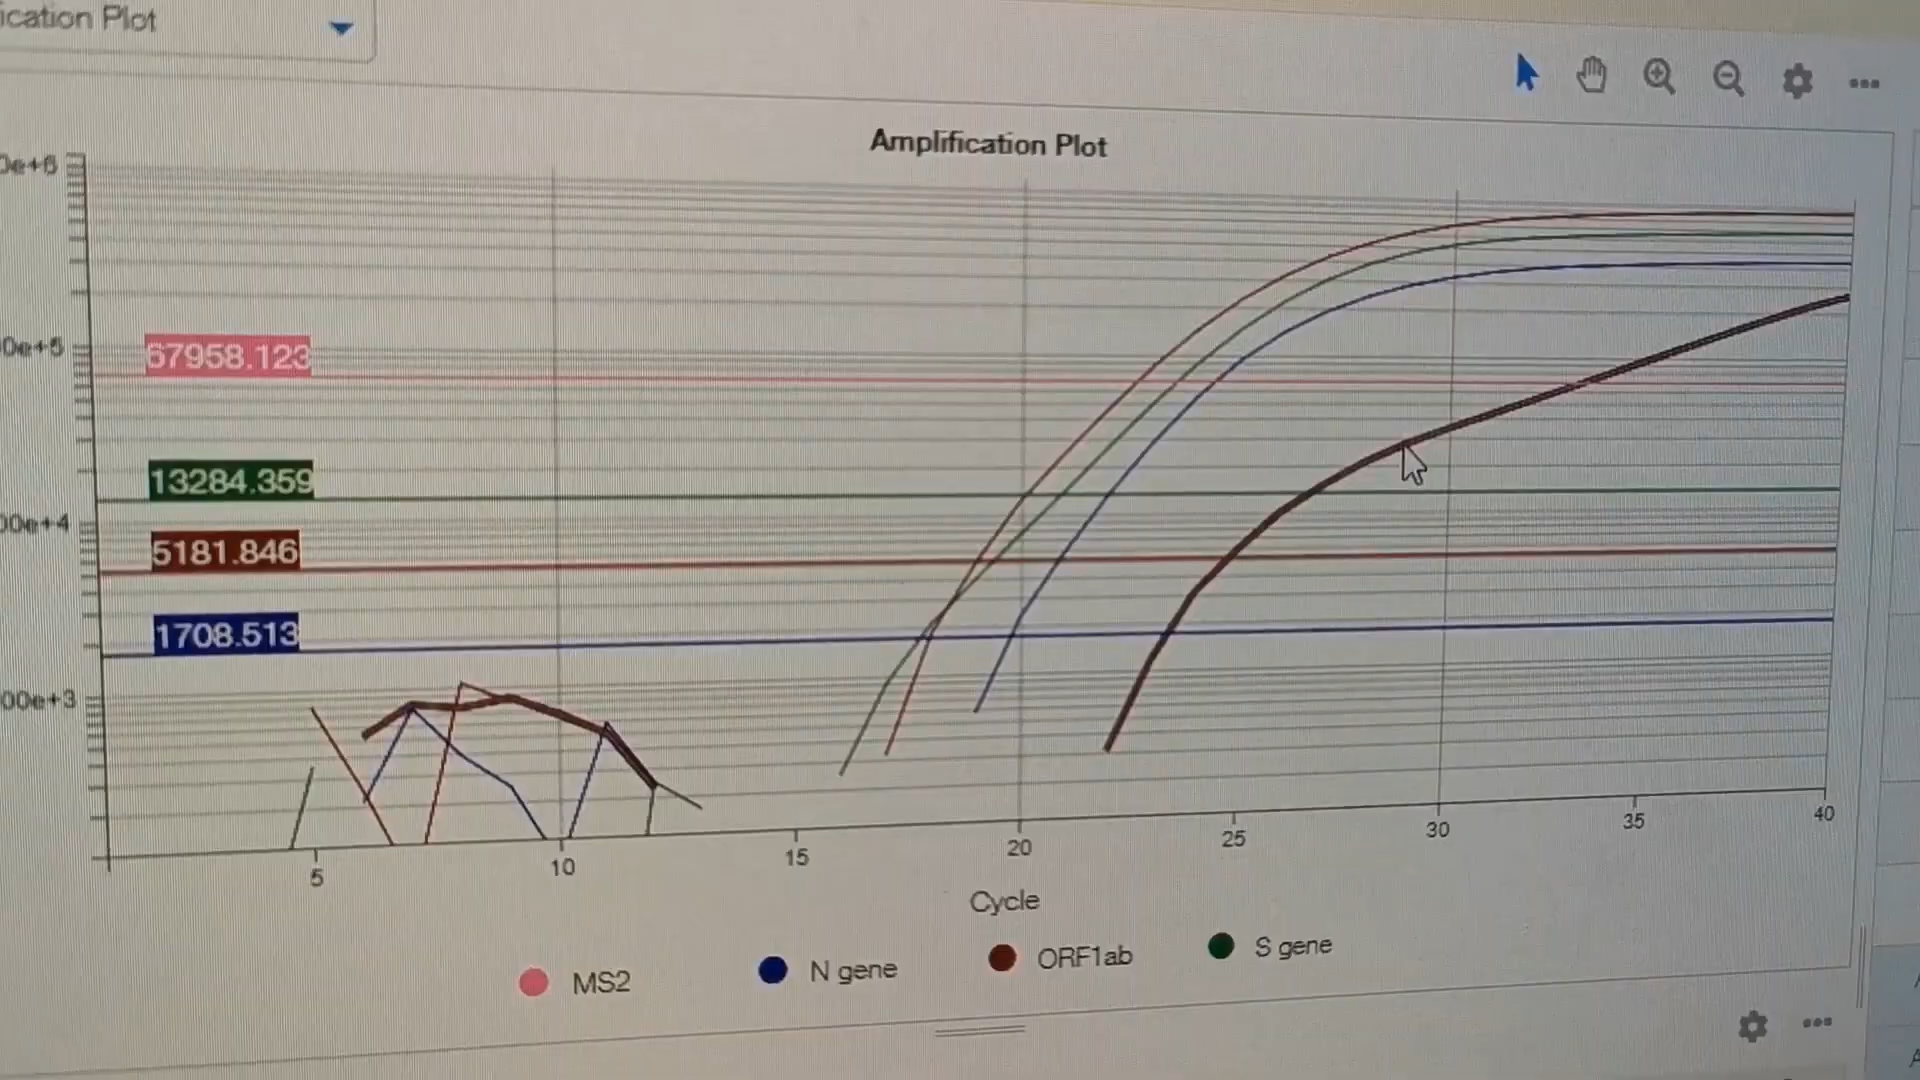 ication Plot
Amplification Plot
0e+6
0e+5
67958.123
13284.359
00e+4
5181.846
1708.513
00e+3
5 10 15 20 25 30 35 40
Cycle
MS2 N gene ORF1ab S gene